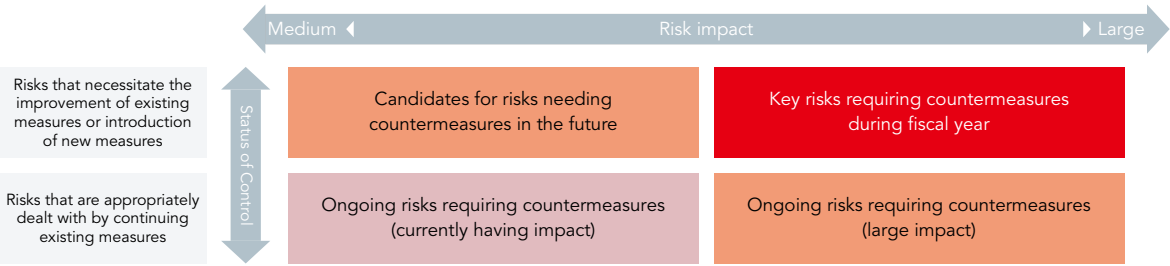 Medium
Risk impact
Large
Risks that necessitate the
improvement of existing
measures or introduction
of new measures
Status of Control
Candidates for risks needing
countermeasures in the future
Key risks requiring countermeasures
during fiscal year
Risks that are appropriately
dealt with by continuing
existing measures
Ongoing risks requiring countermeasures
(currently having impact)
Ongoing risks requiring countermeasures
(large impact)